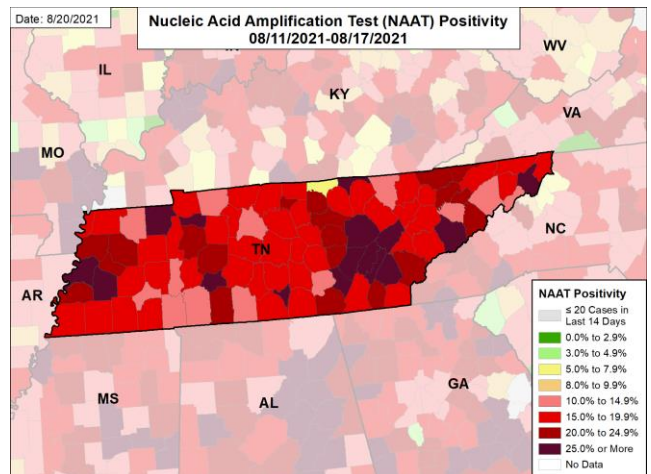 Date: 8/20/2021
Nucleic Acid Amplification Test (NAAT) Positivity
08/11/2021-08/17/2021
IL
WV
KY
VA
MO
TN
NC
AR
MS
AL
GA
NAAT Positivity
≤ 20 Cases in
Last 14 Days
0.0% to 2.9%
3.0% to 4.9%
5.0% to 7.9%
8.0% to 9.9%
10.0% to 14.9%
15.0% to 19.9%
20.0% to 24.9%
25.0% or More
No Data